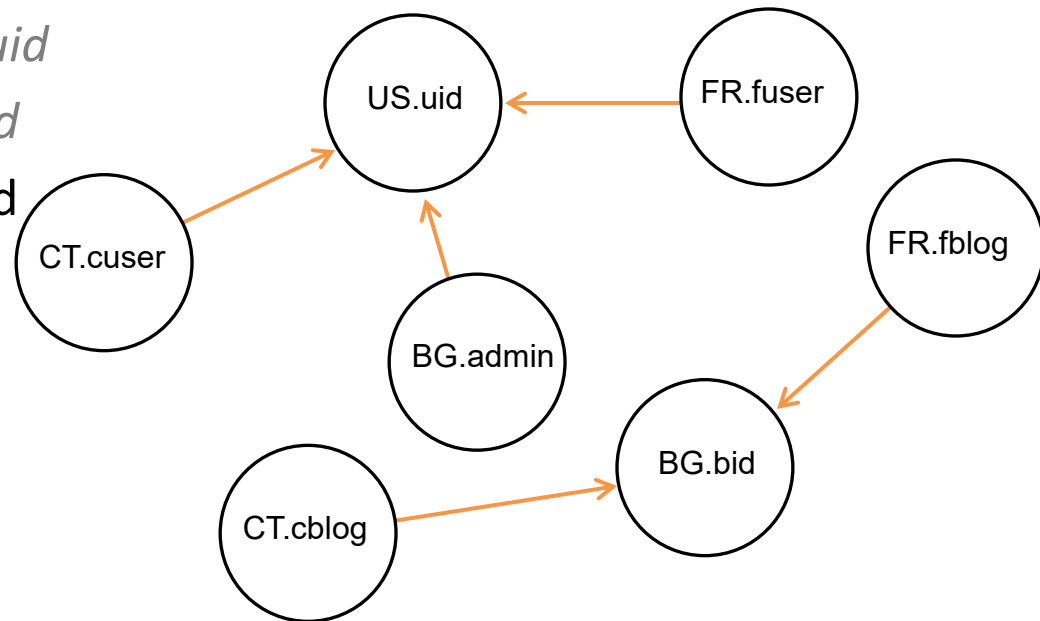 uid
d
d
US.uid
FR.fuser
CT.cuser
FR.fblog
BG.admin
BG.bid
CT.cblog